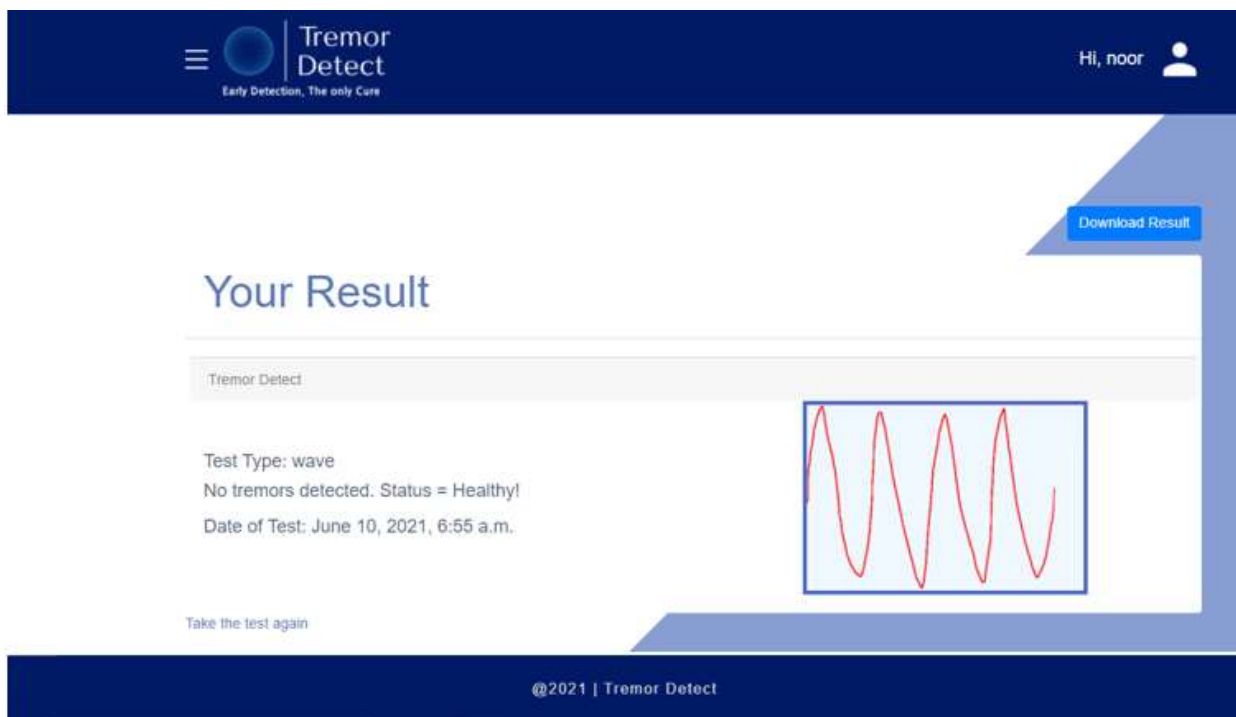 Tremor
Detect
Early Detection, The only Cure
Hi, noor
Download Result
Your Result
Tremor Detect
Test Type: wave
No tremors detected. Status = Healthy!
Date of Test: June 10, 2021, 6:55 a.m.
Take the test again
@2021 | Tremor Detect